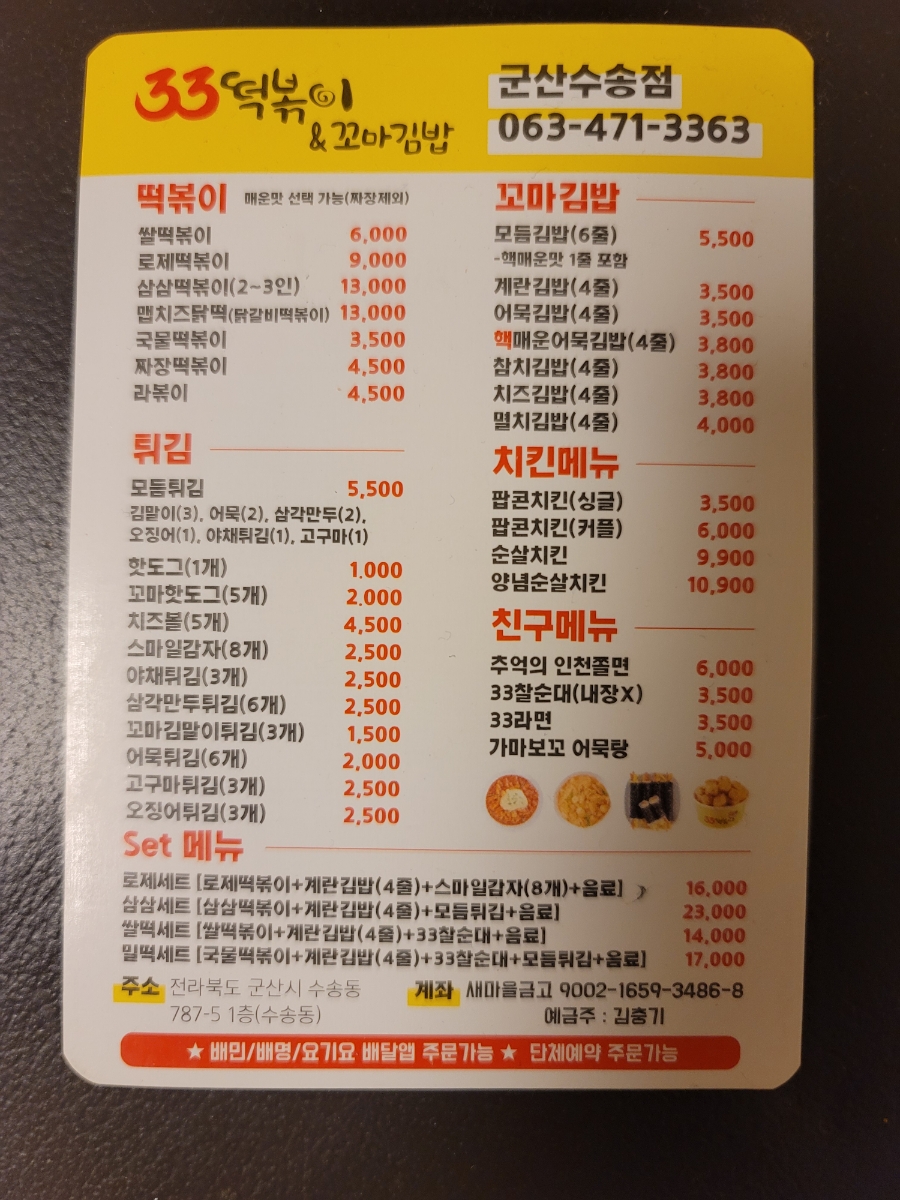 33떡볶이
&꼬마김밥
군산수송점
063-471-3363
떡볶이 매운맛 선택 가능(짜장제외)
쌀떡볶이 6,000
로제떡볶이 9,000
삼삼떡볶이(2~3인) 13,000
맵치즈닭떡(닭갈비떡볶이) 13,000
국물떡볶이 3,500
짜장떡볶이 4,500
라볶이 4,500
튀김
모듬튀김 5,500
김말이(3), 어묵(2), 삼각만두(2),
오징어(1), 야채튀김(1), 고구마(1)
핫도그(1개) 1.000
꼬마핫도그(5개) 2.000
치즈볼(5개) 4,500
스마일감자(8개) 2,500
야채튀김(3개) 2,500
삼각만두튀김(6개) 2,500
꼬마김말이튀김(3개) 1,500
어묵튀김(6개) 2,000
고구마튀김(3개) 2,500
오징어튀김(3개) 2,500
꼬마김밥
모듬김밥(6줄) 5,500
-핵매운맛 1줄 포함
계란김밥(4줄) 3,500
어묵김밥(4줄) 3,500
핵매운어묵김밥(4줄) 3,800
참치김밥(4줄) 3,800
치즈김밥(4줄) 3,800
멸치김밥(4줄) 4,000
치킨메뉴
팝콘치킨(싱글) 3,500
팝콘치킨(커플) 6,000
순살치킨 9,900
양념순살치킨 10,900
친구메뉴
추억의 인천쫄면 6,000
33찰순대(내장X) 3,500
33라면 3,500
가마보꼬 어묵탕 5,000
Set 메뉴
로제세트 [로제떡볶이+계란김밥(4줄)+스마일감자(8개)+음료] 16,000
삼삼세트 [삼삼떡볶이+계란김밥(4줄)+모듬튀김+음료] 23,000
쌀떡세트 [쌀떡볶이+계란김밥(4줄)+33찰순대+음료] 14,000
밀떡세트 [국물떡볶이+계란김밥(4줄)+33찰순대+모듬튀김+음료] 17,000
주소 전라북도 군산시 수송동
787-5 1층(수송동)
계좌 새마을금고 9002-1659-3486-8
예금주 : 김충기
★ 배민/배명/요기요 배달앱 주문가능 ★ 단체예약 주문가능